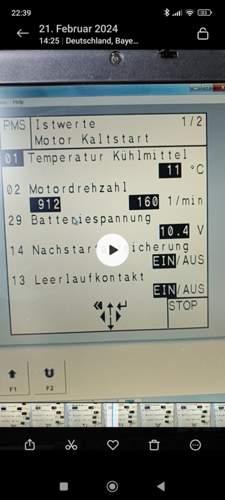 22:39
21. Februar 2024
14:25 | Deutschland, Baye...
Help
PMS Istwerte 1/2
Motor Kaltstart
01 Temperatur Kühlmittel
11 °C
02 Motordrehzahl
912 160 1/min
29 Batteriespannung
10.4 V
14
EIN/AUS
13 Leerlaufkontakt
EIN/AUS
STOP
F1 F2